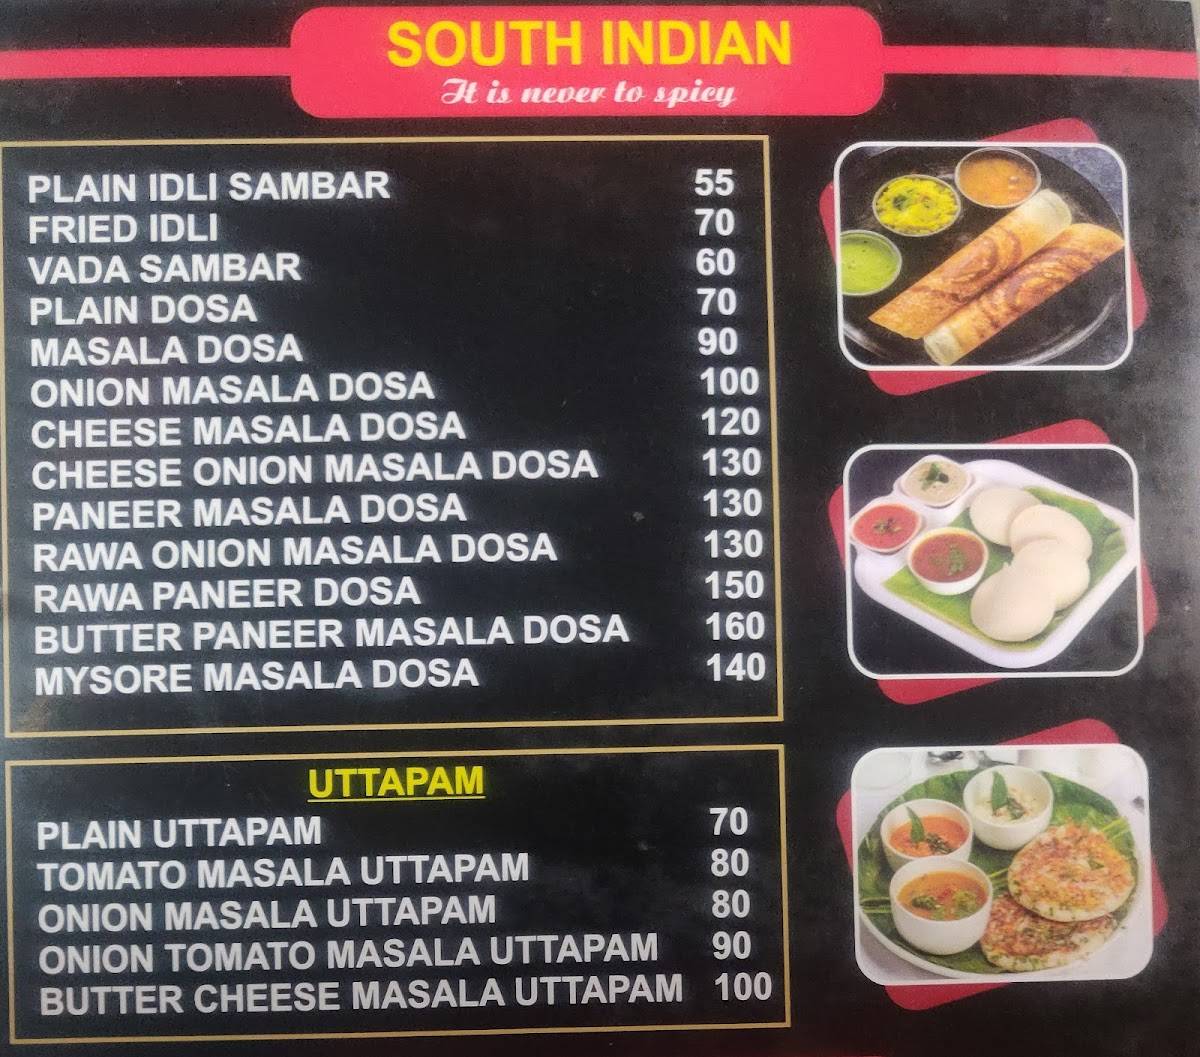 SOUTH INDIAN
It is never to spicy
PLAIN IDLI SAMBAR 55
FRIED IDLI 70
VADA SAMBAR 60
PLAIN DOSA 70
MASALA DOSA 90
ONION MASALA DOSA 100
CHEESE MASALA DOSA 120
CHEESE ONION MASALA DOSA 130
PANEER MASALA DOSA 130
RAWA ONION MASALA DOSA 130
RAWA PANEER DOSA 150
BUTTER PANEER MASALA DOSA 160
MYSORE MASALA DOSA 140
UTTAPAM
PLAIN UTTAPAM 70
TOMATO MASALA UTTAPAM 80
ONION MASALA UTTAPAM 80
ONION TOMATO MASALA UTTAPAM 90
BUTTER CHEESE MASALA UTTAPAM 100